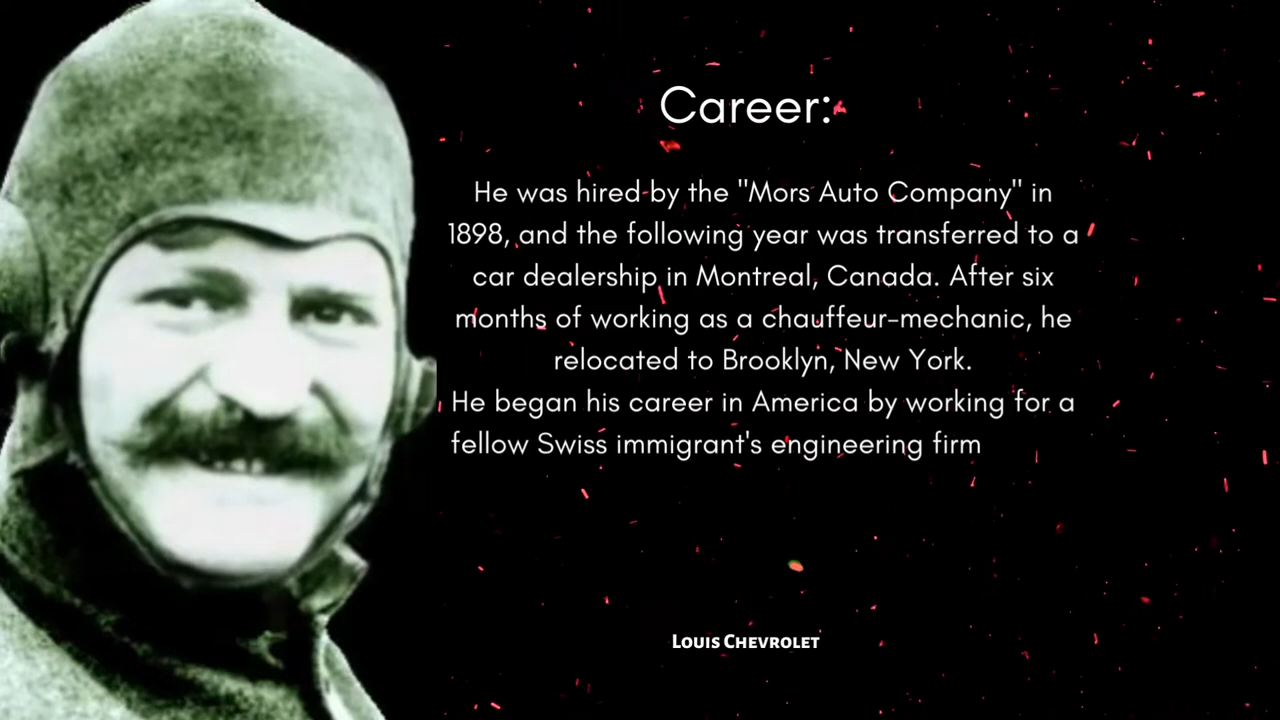 Career:
He was hired by the "Mors Auto Company" in
1898, and the following year was transferred to a
car dealership in Montreal, Canada. After six
months of working as a chauffeur-mechanic, he
relocated to Brooklyn, New York.
He began his career in America by working for a
fellow Swiss immigrant's engineering firm
Louis Chevrolet